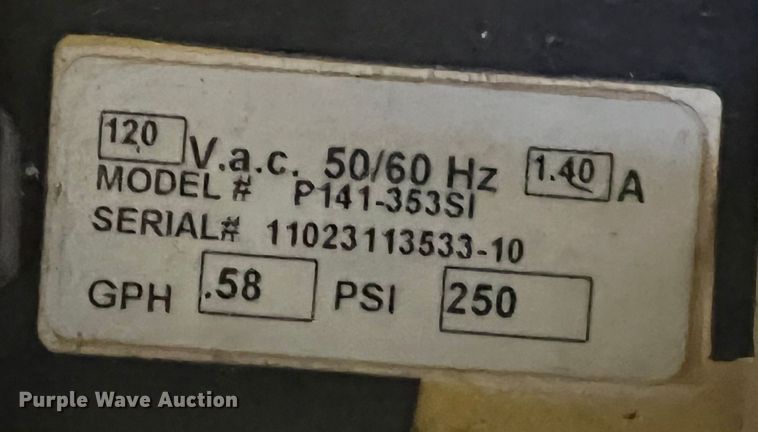 120 V.a.c. 50/60 Hz 1.40 A
MODEL # P141-353SI
SERIAL# 11023113533-10
GPH .58 PSI 250
Purple Wave Auction